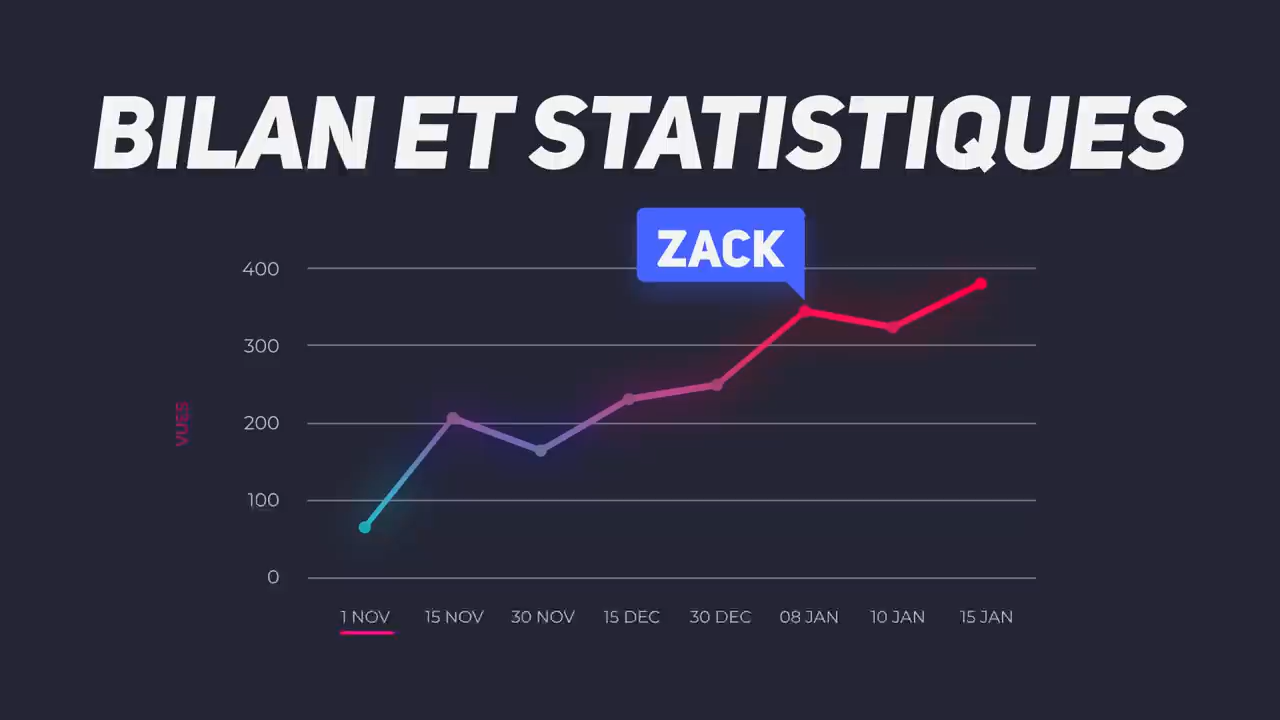 BILAN ET STATISTIQUES
ZACK
400
300
VUES
200
100
0
1 NOV 15 NOV 30 NOV 15 DEC 30 DEC 08 JAN 10 JAN 15 JAN